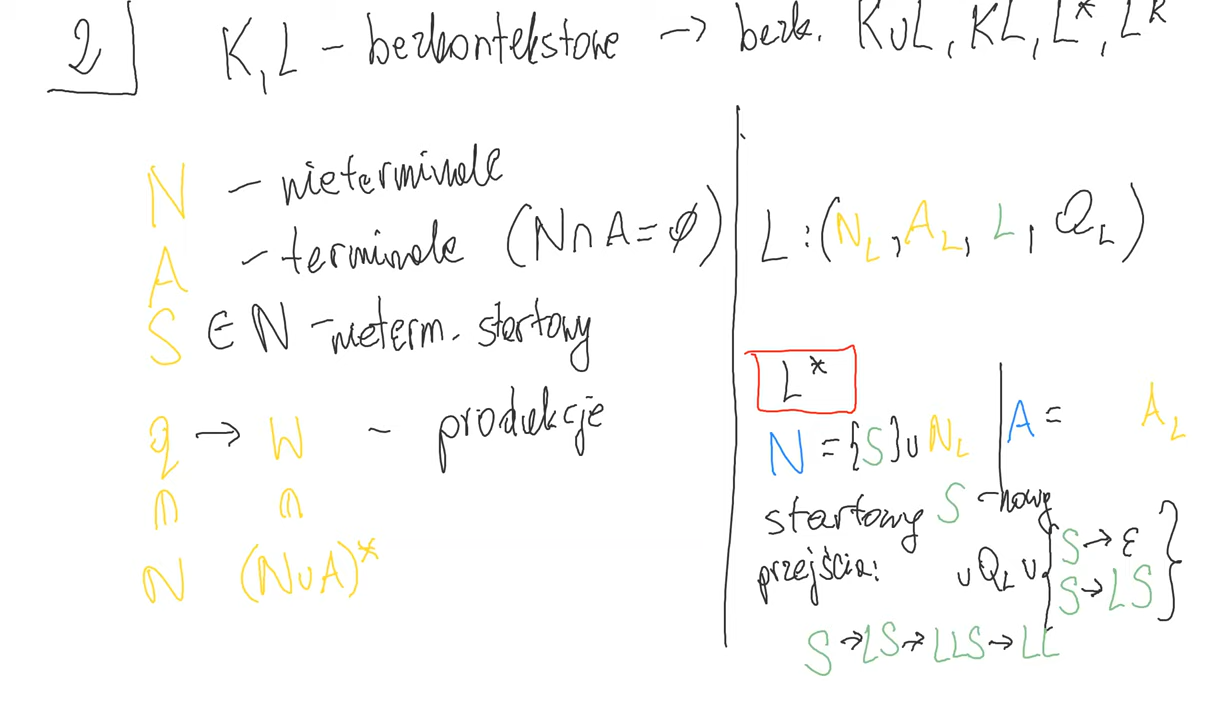 2 K, L – bezkontekstowe → bezk. K∪L, KL, L*, L^R
N – nieterminale
A – terminale (N∩A = ∅)
S ∈ N – nieterm. startowy
q → w – produkcje
∩ ∩
N (N∪A)*
L : (N_L, A_L, L, Q_L)
L*
N = {S} ∪ N_L | A = A_L
startowy S – nowy
przejścia: ∪ Q_L ∪ { S → ε
S → LS }
S → LS → LLS → LL